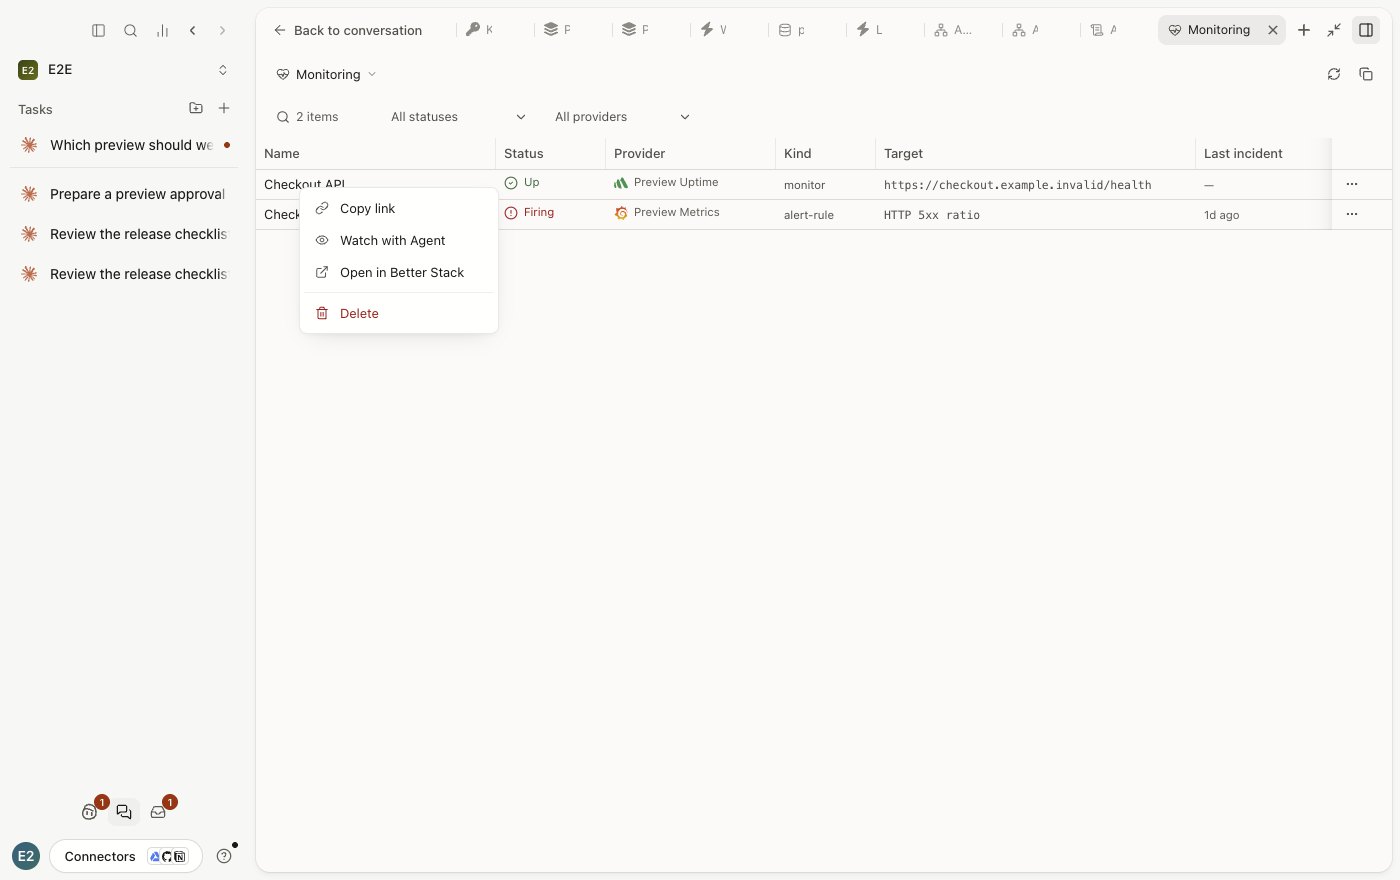 Back to conversation
K
P
P
V
p
L
A...
A
A
Monitoring
E2
E2E
Monitoring
Tasks
2 items
All statuses
All providers
Which preview should we
Name
Status
Provider
Kind
Target
Last incident
Checkout API
Up
Preview Uptime
monitor
https://checkout.example.invalid/health
—
Check
Firing
Preview Metrics
alert-rule
HTTP 5xx ratio
1d ago
Prepare a preview approval
Review the release checklis
Review the release checklis
Copy link
Watch with Agent
Open in Better Stack
Delete
1
1
E2
Connectors